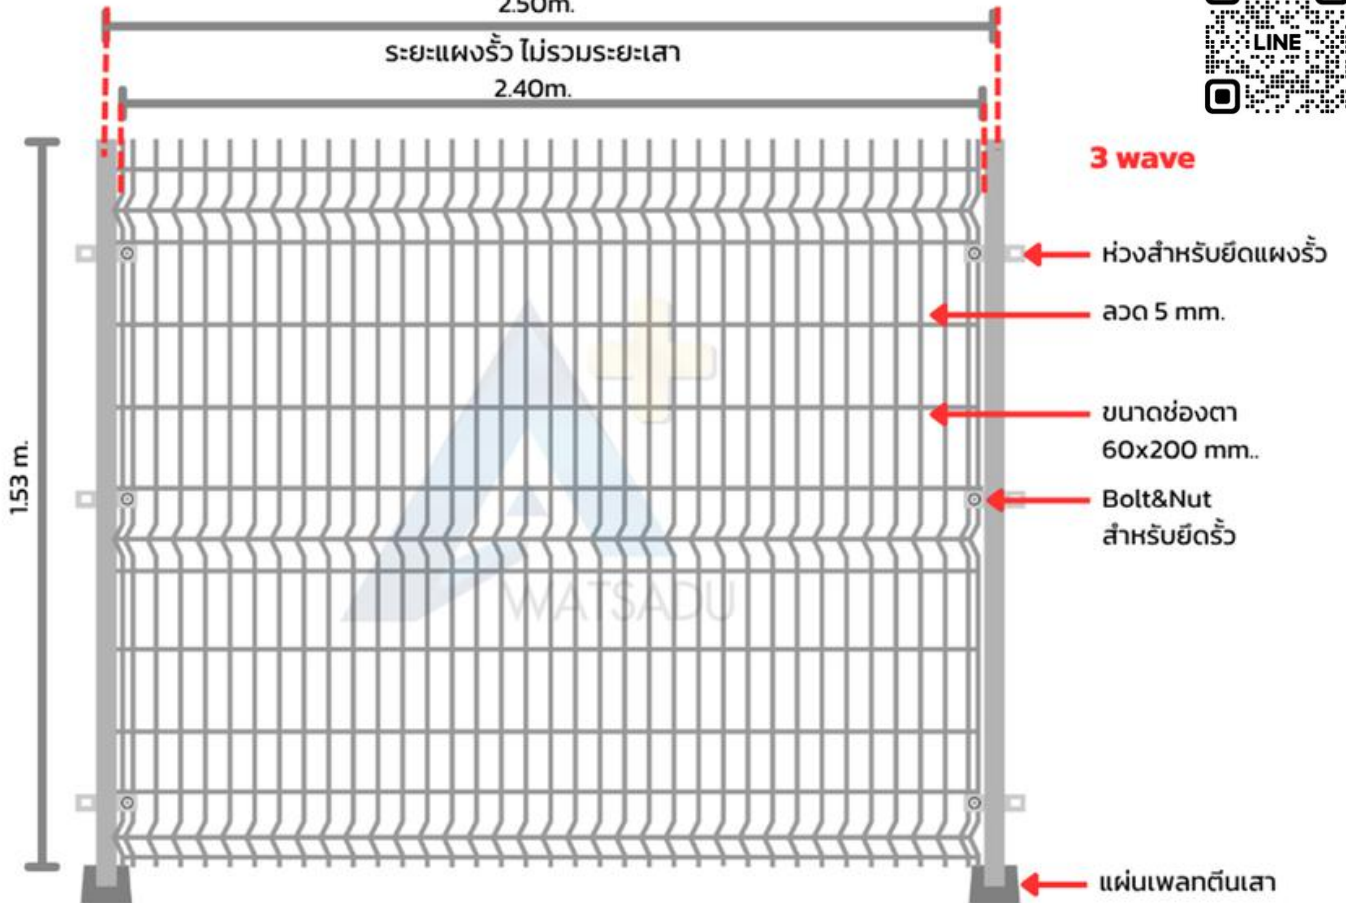 2.50m.
ระยะแผงรั้ว ไม่รวมระยะเสา
2.40m.
LINE
3 wave
ห่วงสำหรับยึดแผงรั้ว
ลวด 5 mm.
ขนาดช่องตา
60x200 mm..
1.53 m.
Bolt&Nut
สำหรับยึดรั้ว
WATSADU
แผ่นเพลทตีนเสา